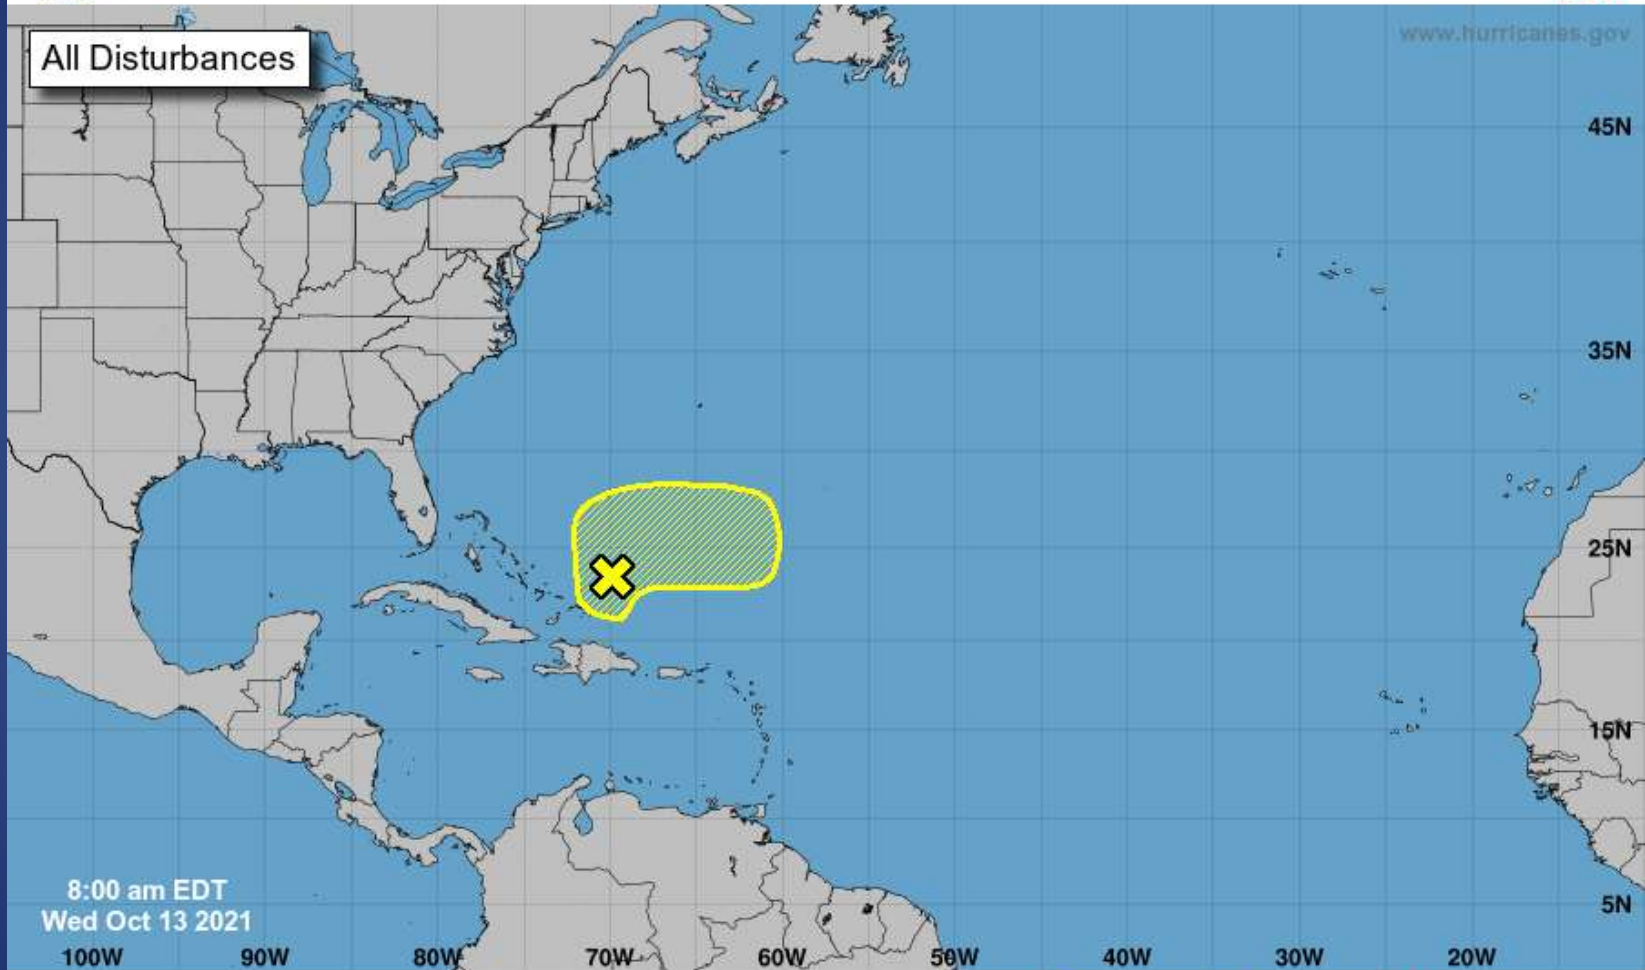 All Disturbances
www.hurricanes.gov
45N
35N
25N
15N
5N
8:00 am EDT
Wed Oct 13 2021
100W 90W 80W 70W 60W 50W 40W 30W 20W